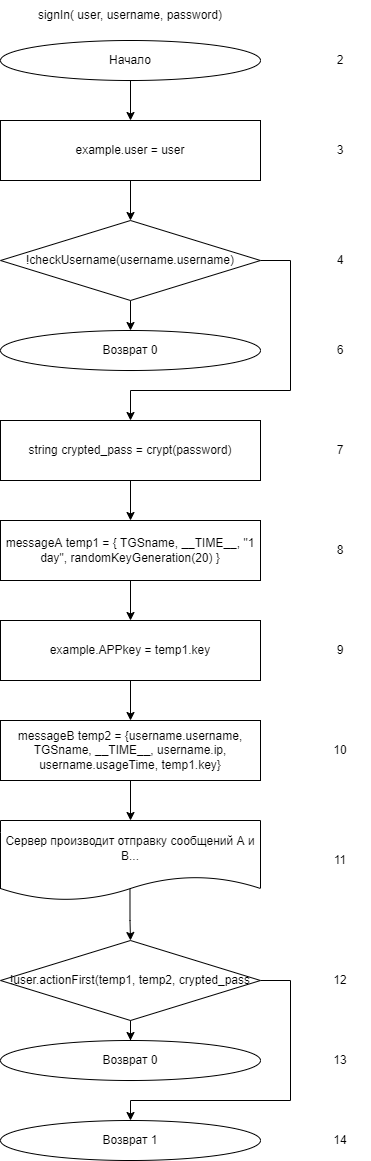 signIn( user, username, password)
Начало 2
example.user = user 3
!checkUsername(username.username) 4
Возврат 0 6
string crypted_pass = crypt(password) 7
messageA temp1 = { TGSname, __TIME__, "1
day", randomKeyGeneration(20) } 8
example.APPkey = temp1.key 9
messageB temp2 = {username.username,
TGSname, __TIME__, username.ip, 10
username.usageTime, temp1.key}
Сервер производит отправку сообщений А и
В... 11
!user.actionFirst(temp1, temp2, crypted_pass 12
Возврат 0 13
Возврат 1 14